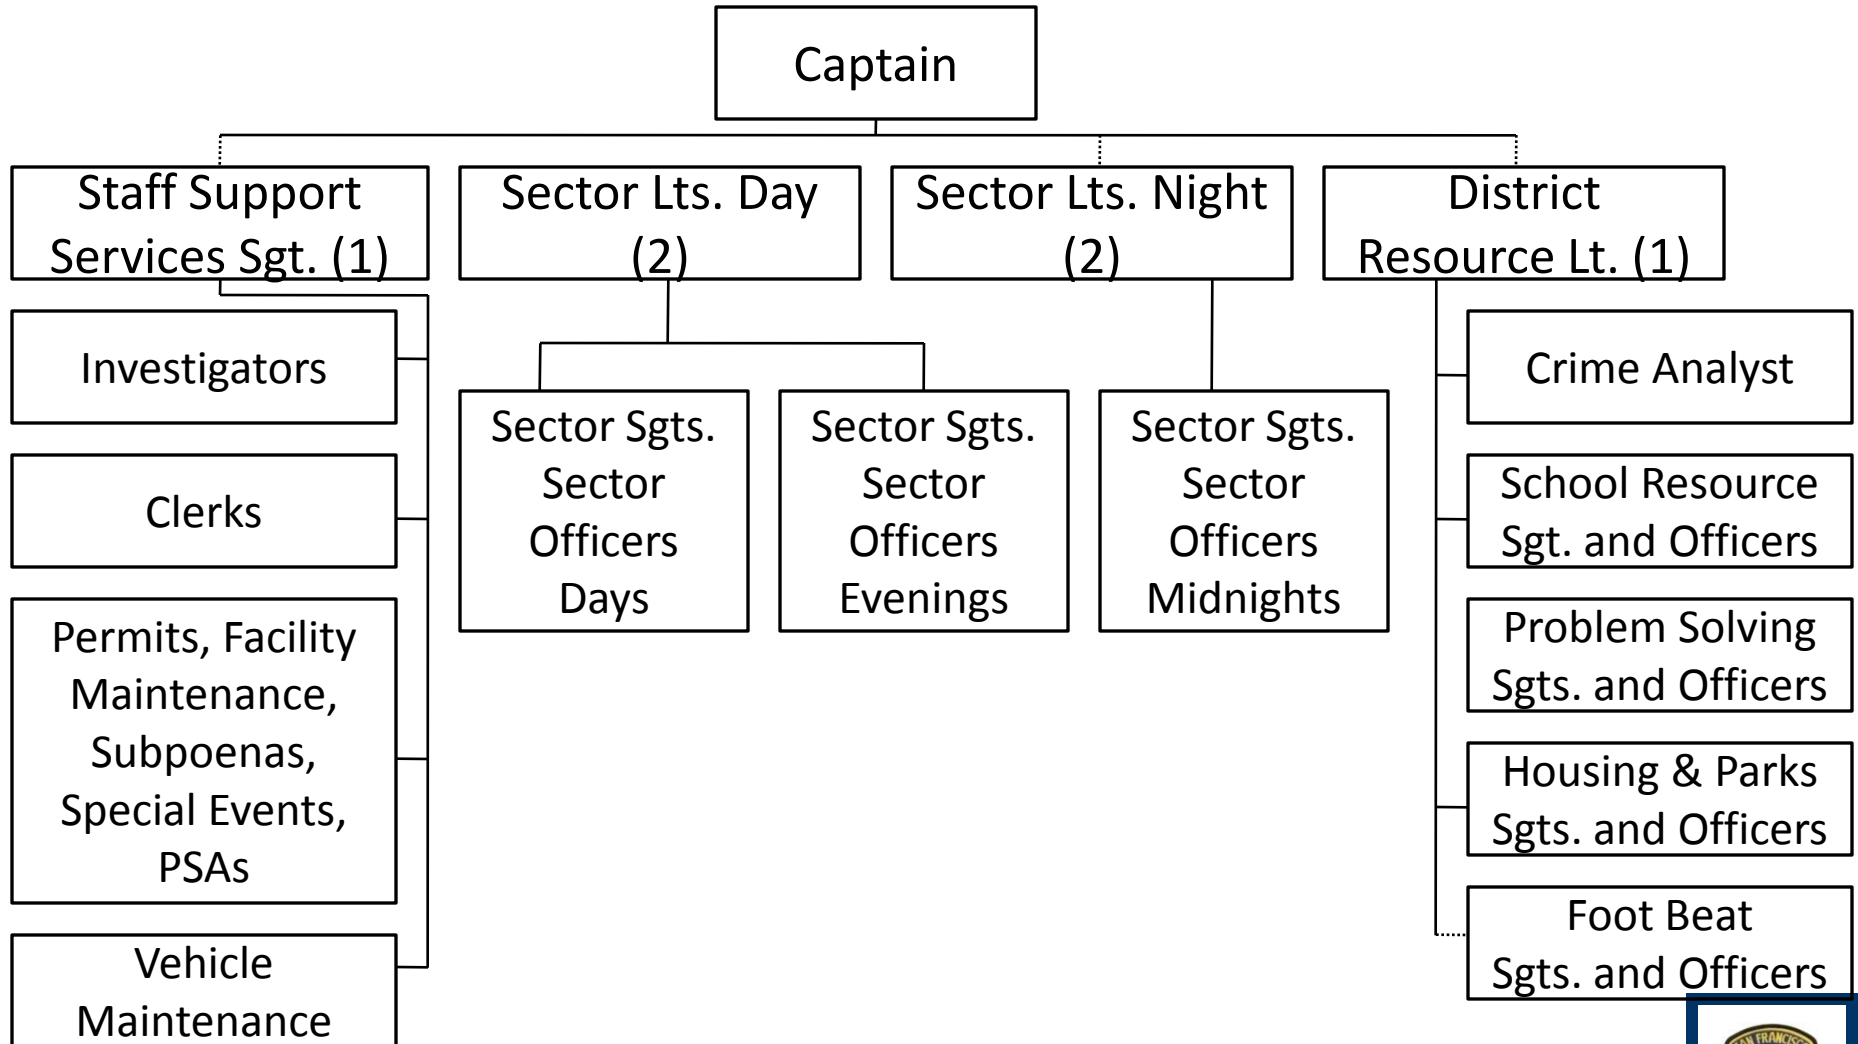 Captain
Staff Support
Services Sgt. (1)
Sector Lts. Day
(2)
Sector Lts. Night
(2)
District
Resource Lt. (1)
Investigators
Clerks
Permits, Facility
Maintenance,
Subpoenas,
Special Events,
PSAs
Vehicle
Maintenance
Sector Sgts.
Sector
Officers
Days
Sector Sgts.
Sector
Officers
Evenings
Sector Sgts.
Sector
Officers
Midnights
Crime Analyst
School Resource
Sgt. and Officers
Problem Solving
Sgts. and Officers
Housing & Parks
Sgts. and Officers
Foot Beat
Sgts. and Officers